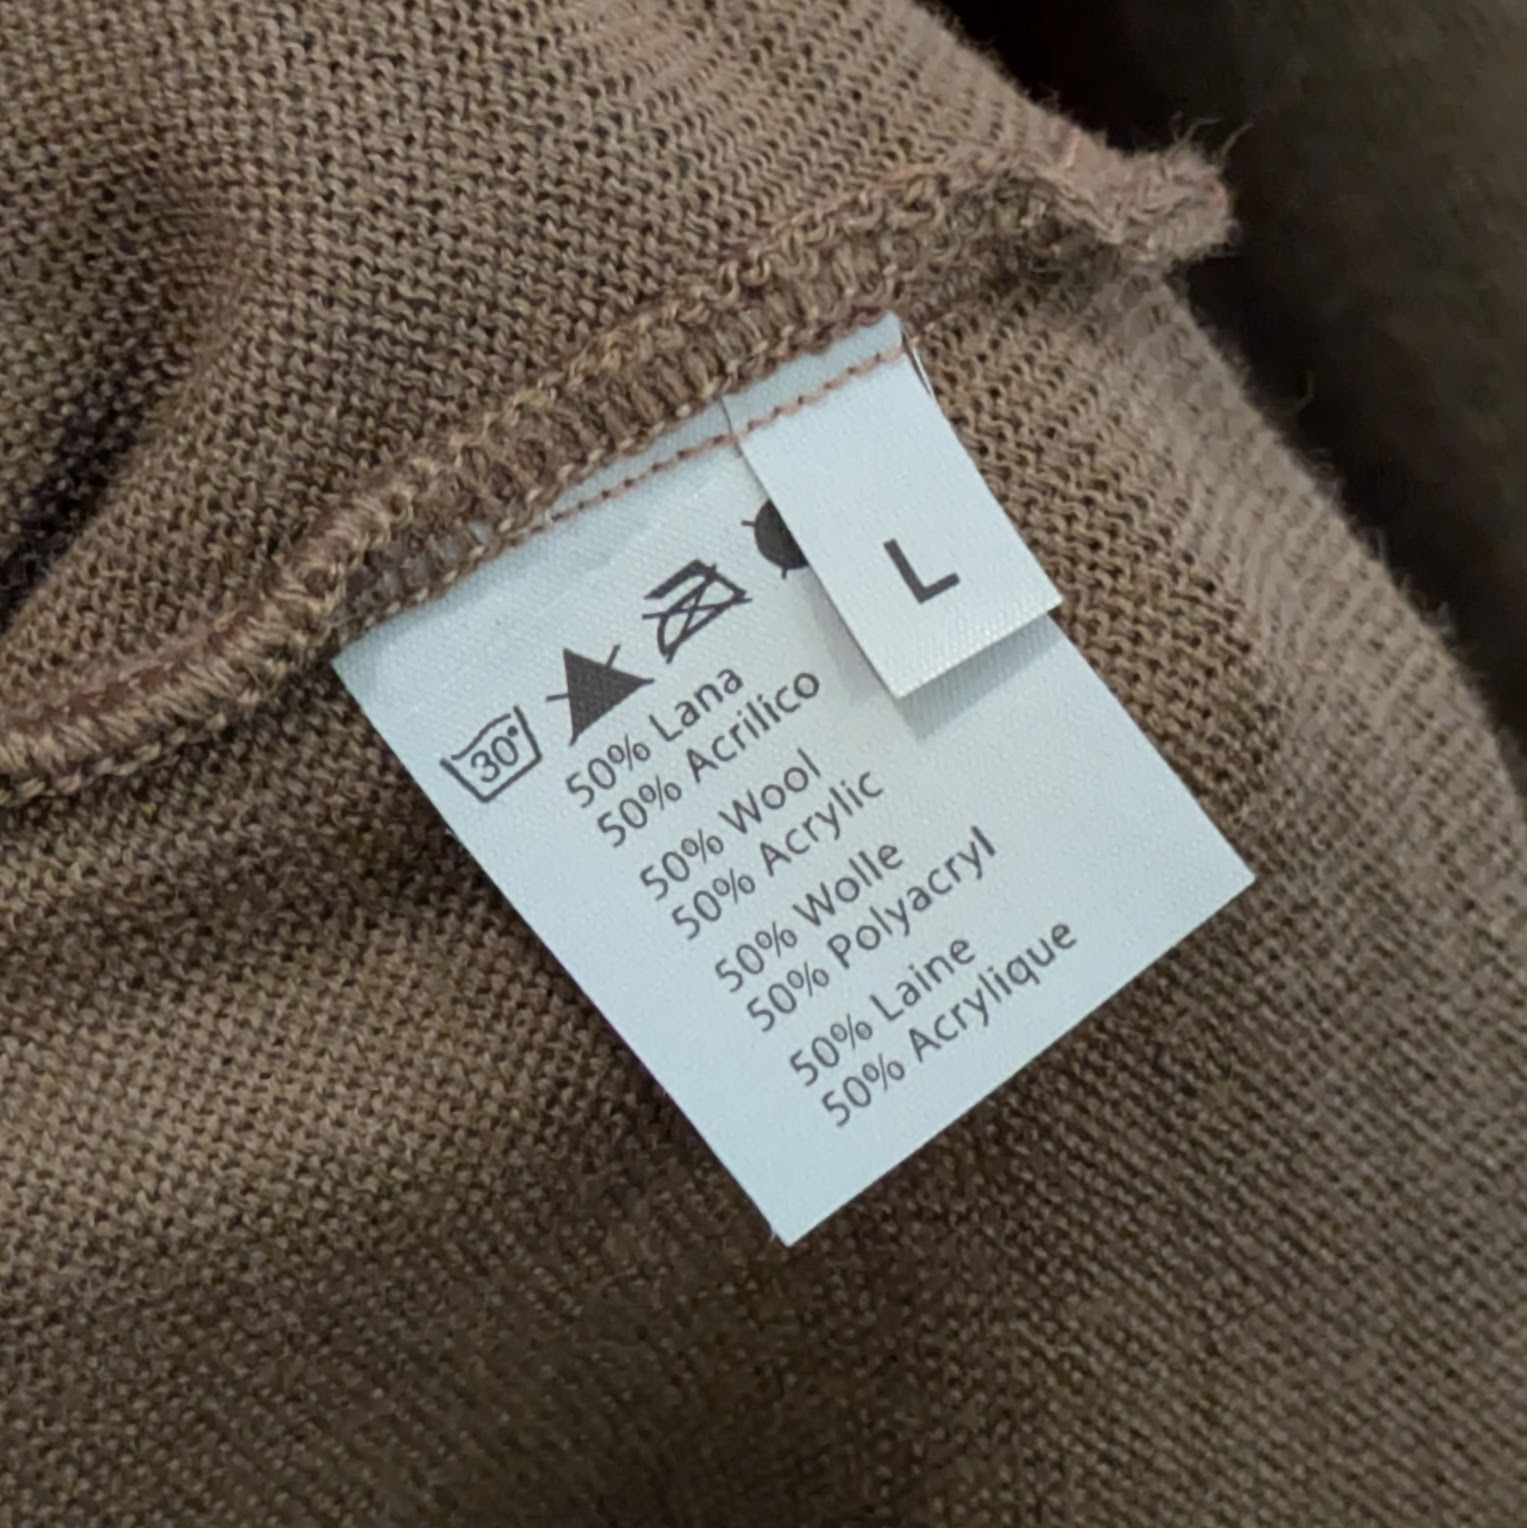 L
30°
50% Lana
50% Acrilico
50% Wool
50% Acrylic
50% Wolle
50% Polyacryl
50% Laine
50% Acrylique